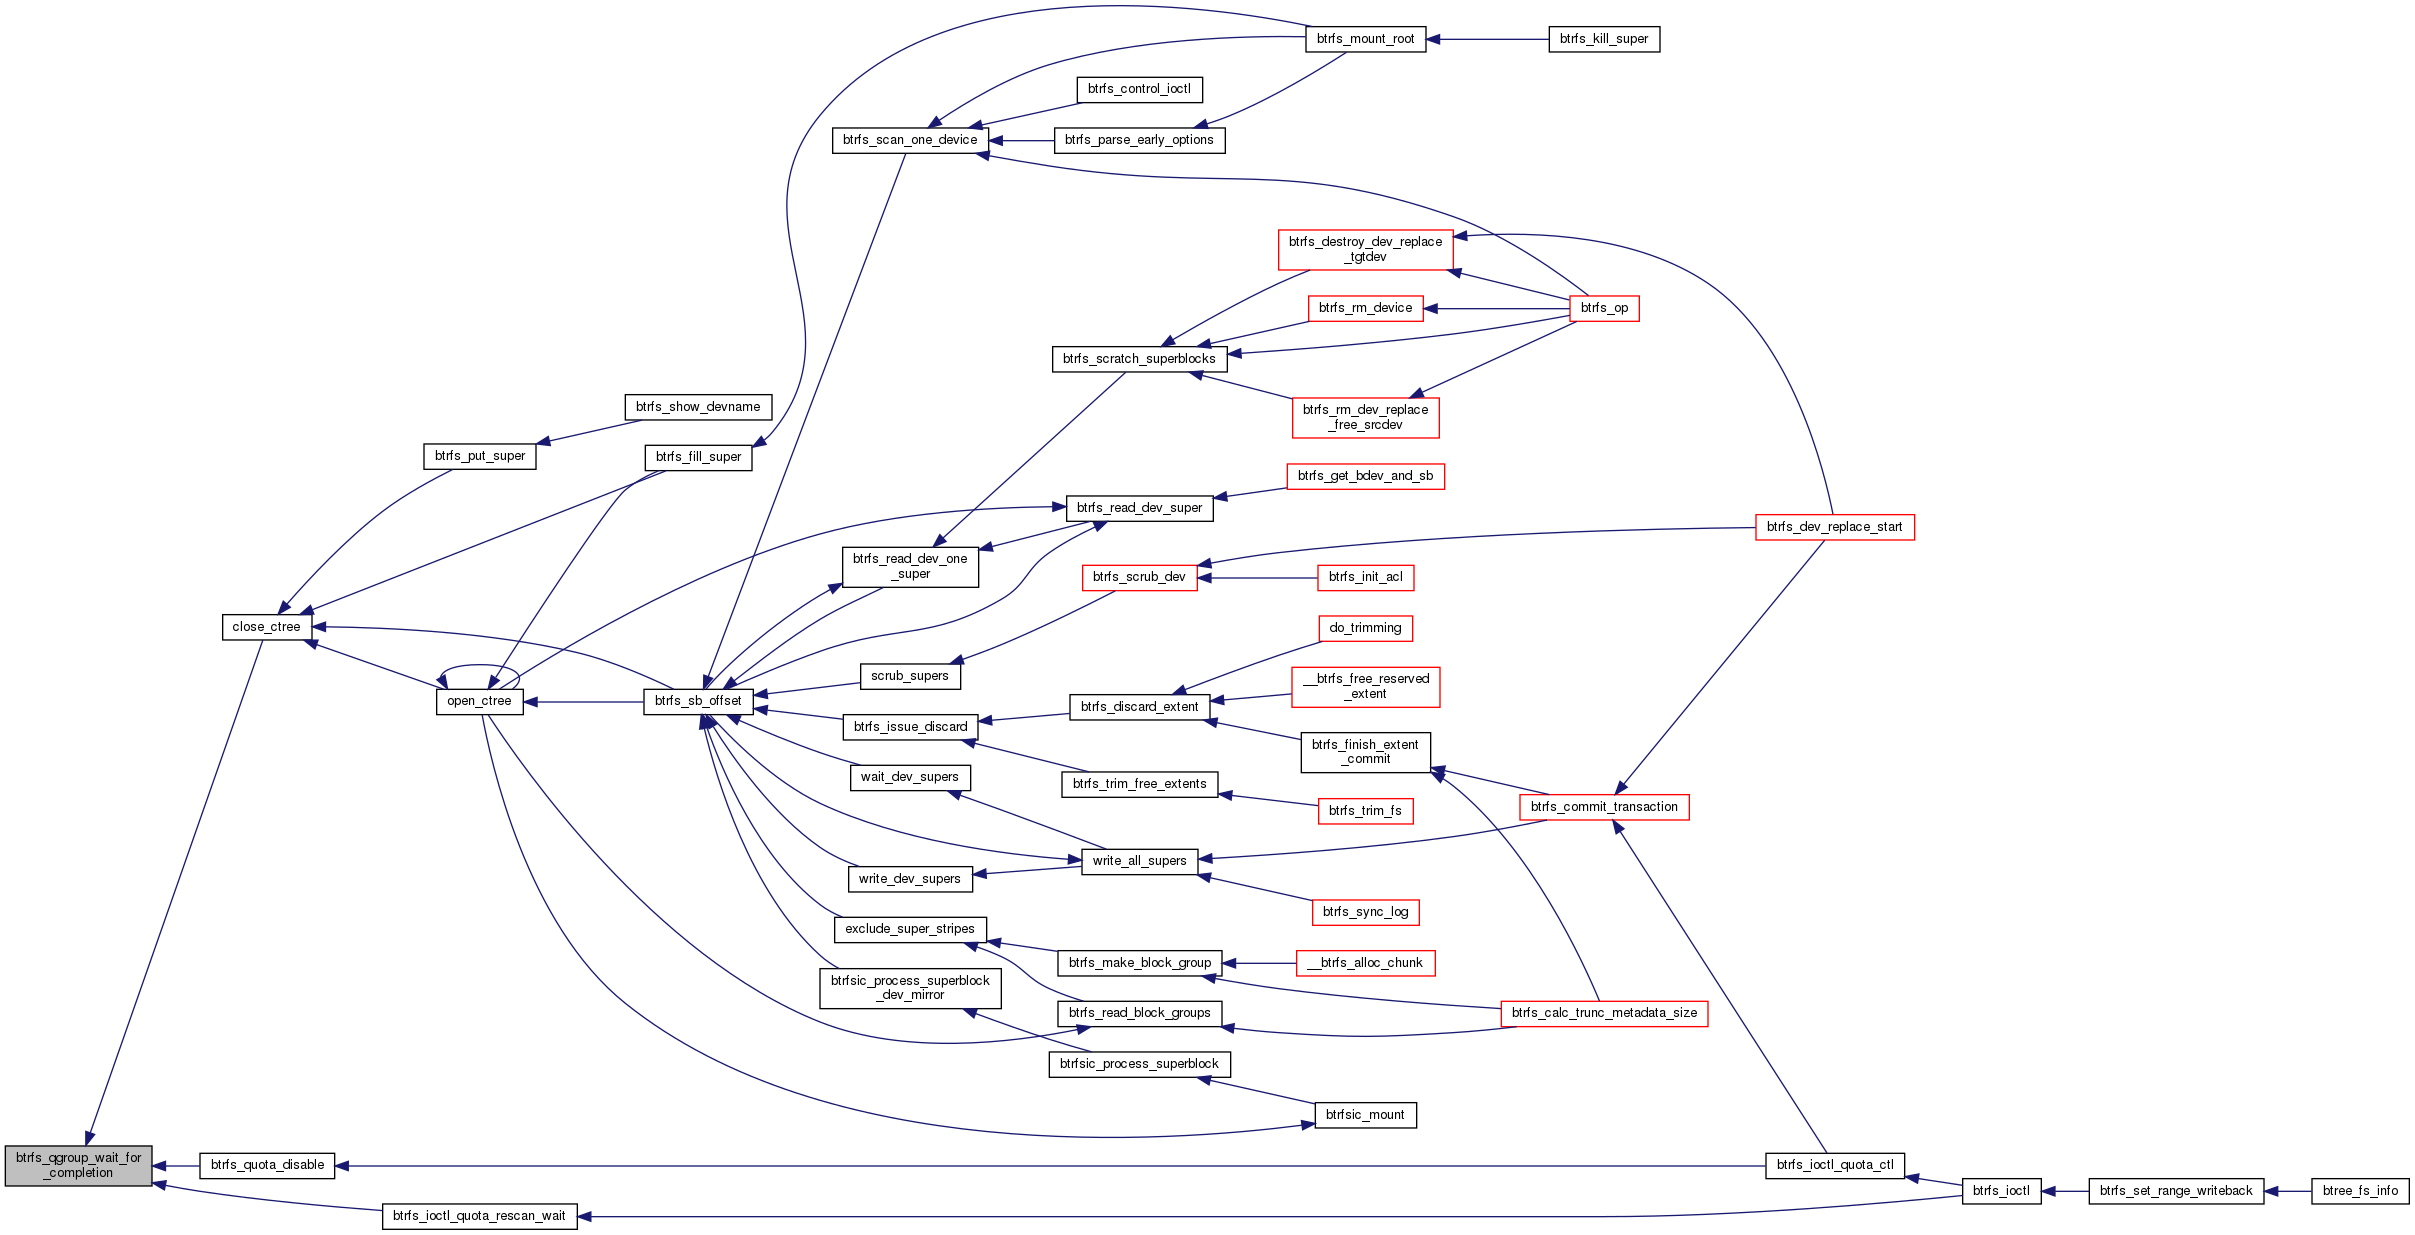 btrfs_mount_root
btrfs_kill_super
btrfs_control_ioctl
btrfs_scan_one_device
btrfs_parse_early_options
btrfs_destroy_dev_replace
_tgtdev
btrfs_rm_device
btrfs_op
btrfs_scratch_superblocks
btrfs_show_devname
btrfs_rm_dev_replace
_free_srcdev
btrfs_put_super
btrfs_fill_super
btrfs_get_bdev_and_sb
btrfs_read_dev_super
btrfs_dev_replace_start
btrfs_read_dev_one
_super
btrfs_scrub_dev
btrfs_init_acl
close_ctree
do_trimming
scrub_supers
__btrfs_free_reserved
_extent
open_ctree
btrfs_sb_offset
btrfs_discard_extent
btrfs_issue_discard
btrfs_finish_extent
_commit
wait_dev_supers
btrfs_trim_free_extents
btrfs_trim_fs
btrfs_commit_transaction
write_all_supers
write_dev_supers
btrfs_sync_log
exclude_super_stripes
btrfs_make_block_group
__btrfs_alloc_chunk
btrfsic_process_superblock
_dev_mirror
btrfs_read_block_groups
btrfs_calc_trunc_metadata_size
btrfsic_process_superblock
btrfsic_mount
btrfs_qgroup_wait_for
_completion
btrfs_quota_disable
btrfs_ioctl_quota_ctl
btrfs_ioctl
btrfs_set_range_writeback
btree_fs_info
btrfs_ioctl_quota_rescan_wait